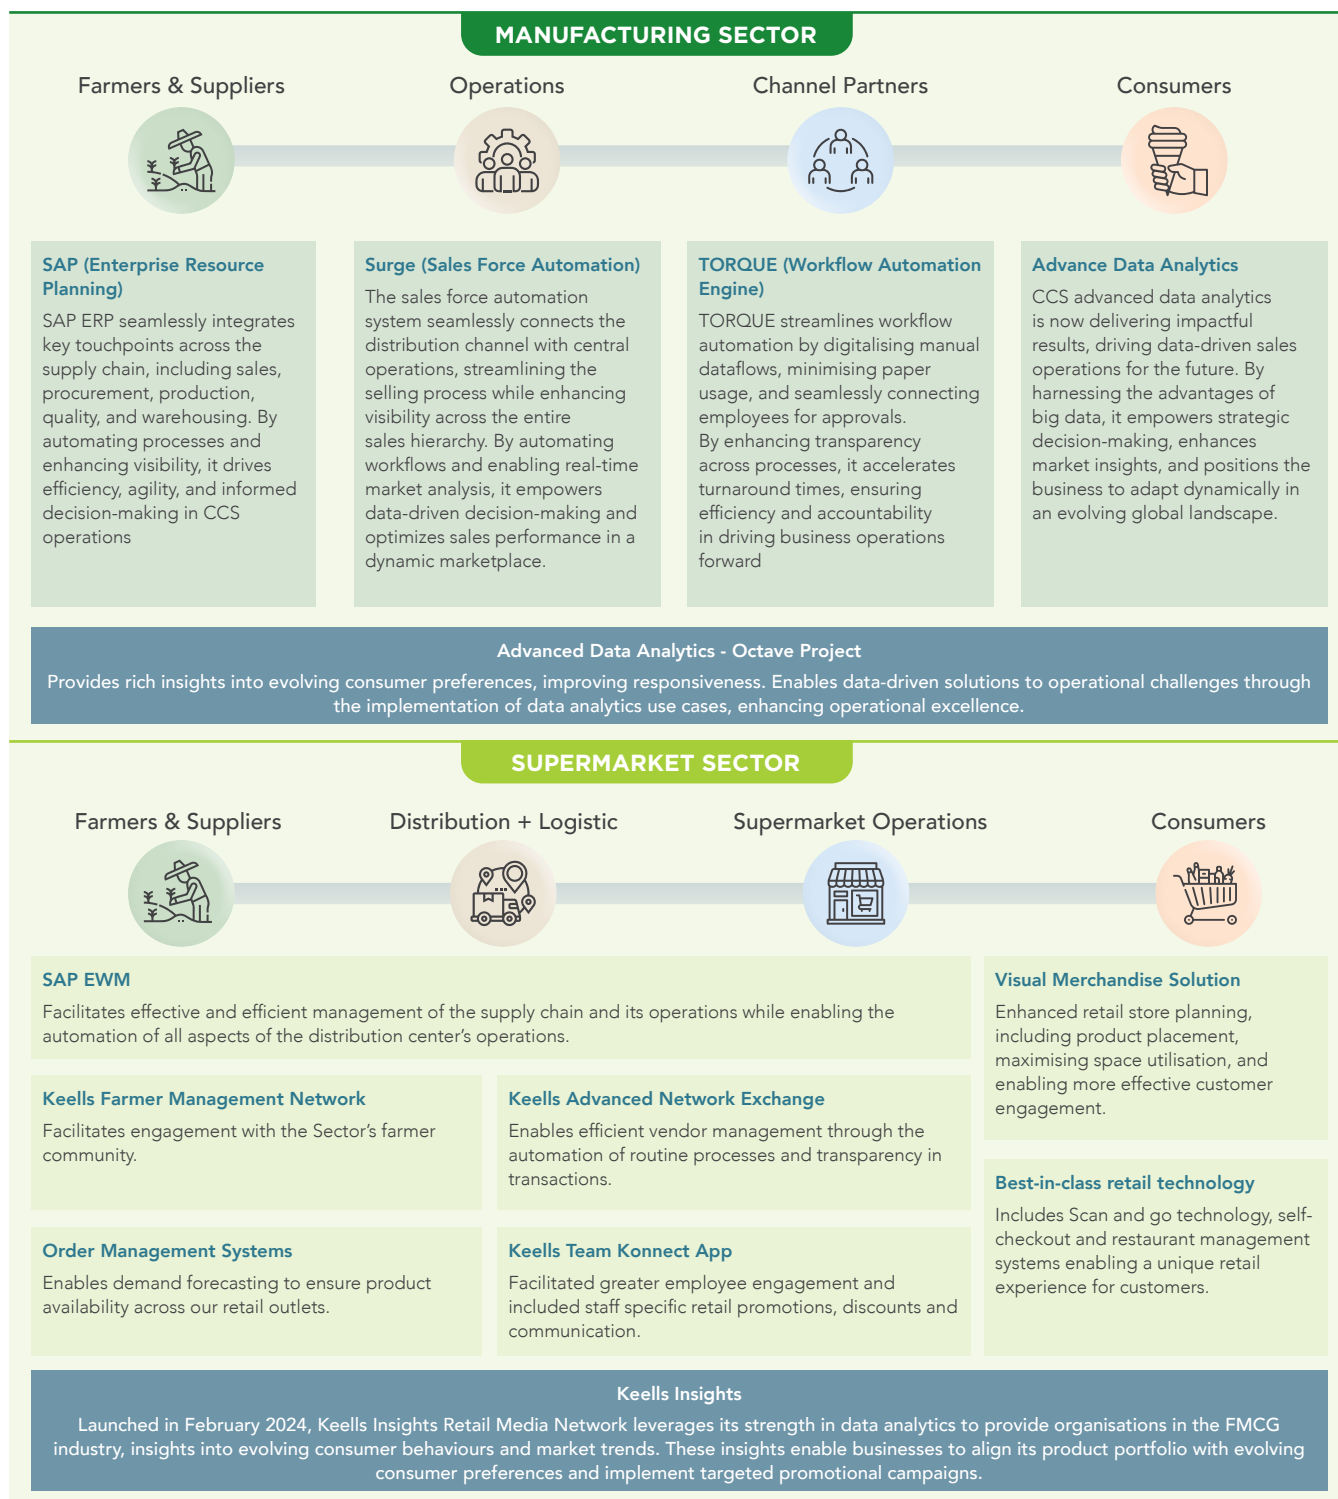 MANUFACTURING SECTOR
Farmers & Suppliers
Operations
Channel Partners
Consumers
SAP (Enterprise Resource
Planning)
SAP ERP seamlessly integrates
key touchpoints across the
supply chain, including sales,
procurement, production,
quality, and warehousing. By
automating processes and
enhancing visibility, it drives
efficiency, agility, and informed
decision-making in CCS
operations
Surge (Sales Force Automation)
The sales force automation
system seamlessly connects the
distribution channel with central
operations, streamlining the
selling process while enhancing
visibility across the entire
sales hierarchy. By automating
workflows and enabling real-time
market analysis, it empowers
data-driven decision-making and
optimizes sales performance in a
dynamic marketplace.
TORQUE (Workflow Automation
Engine)
TORQUE streamlines workflow
automation by digitalising manual
dataflows, minimising paper
usage, and seamlessly connecting
employees for approvals.
By enhancing transparency
across processes, it accelerates
turnaround times, ensuring
efficiency and accountability
in driving business operations
forward
Advance Data Analytics
CCS advanced data analytics
is now delivering impactful
results, driving data-driven sales
operations for the future. By
harnessing the advantages of
big data, it empowers strategic
decision-making, enhances
market insights, and positions the
business to adapt dynamically in
an evolving global landscape.
Advanced Data Analytics - Octave Project
Provides rich insights into evolving consumer preferences, improving responsiveness. Enables data-driven solutions to operational challenges through
the implementation of data analytics use cases, enhancing operational excellence.
SUPERMARKET SECTOR
Farmers & Suppliers
Distribution + Logistic
Supermarket Operations
Consumers
SAP EWM
Facilitates effective and efficient management of the supply chain and its operations while enabling the
automation of all aspects of the distribution center's operations.
Keells Farmer Management Network
Facilitates engagement with the Sector's farmer
community.
Keells Advanced Network Exchange
Enables efficient vendor management through the
automation of routine processes and transparency in
transactions.
Order Management Systems
Enables demand forecasting to ensure product
availability across our retail outlets.
Keells Team Konnect App
Facilitated greater employee engagement and
included staff specific retail promotions, discounts and
communication.
Visual Merchandise Solution
Enhanced retail store planning,
including product placement,
maximising space utilisation, and
enabling more effective customer
engagement.
Best-in-class retail technology
Includes Scan and go technology, self-
checkout and restaurant management
systems enabling a unique retail
experience for customers.
Keells Insights
Launched in February 2024, Keells Insights Retail Media Network leverages its strength in data analytics to provide organisations in the FMCG
industry, insights into evolving consumer behaviours and market trends. These insights enable businesses to align its product portfolio with evolving
consumer preferences and implement targeted promotional campaigns.